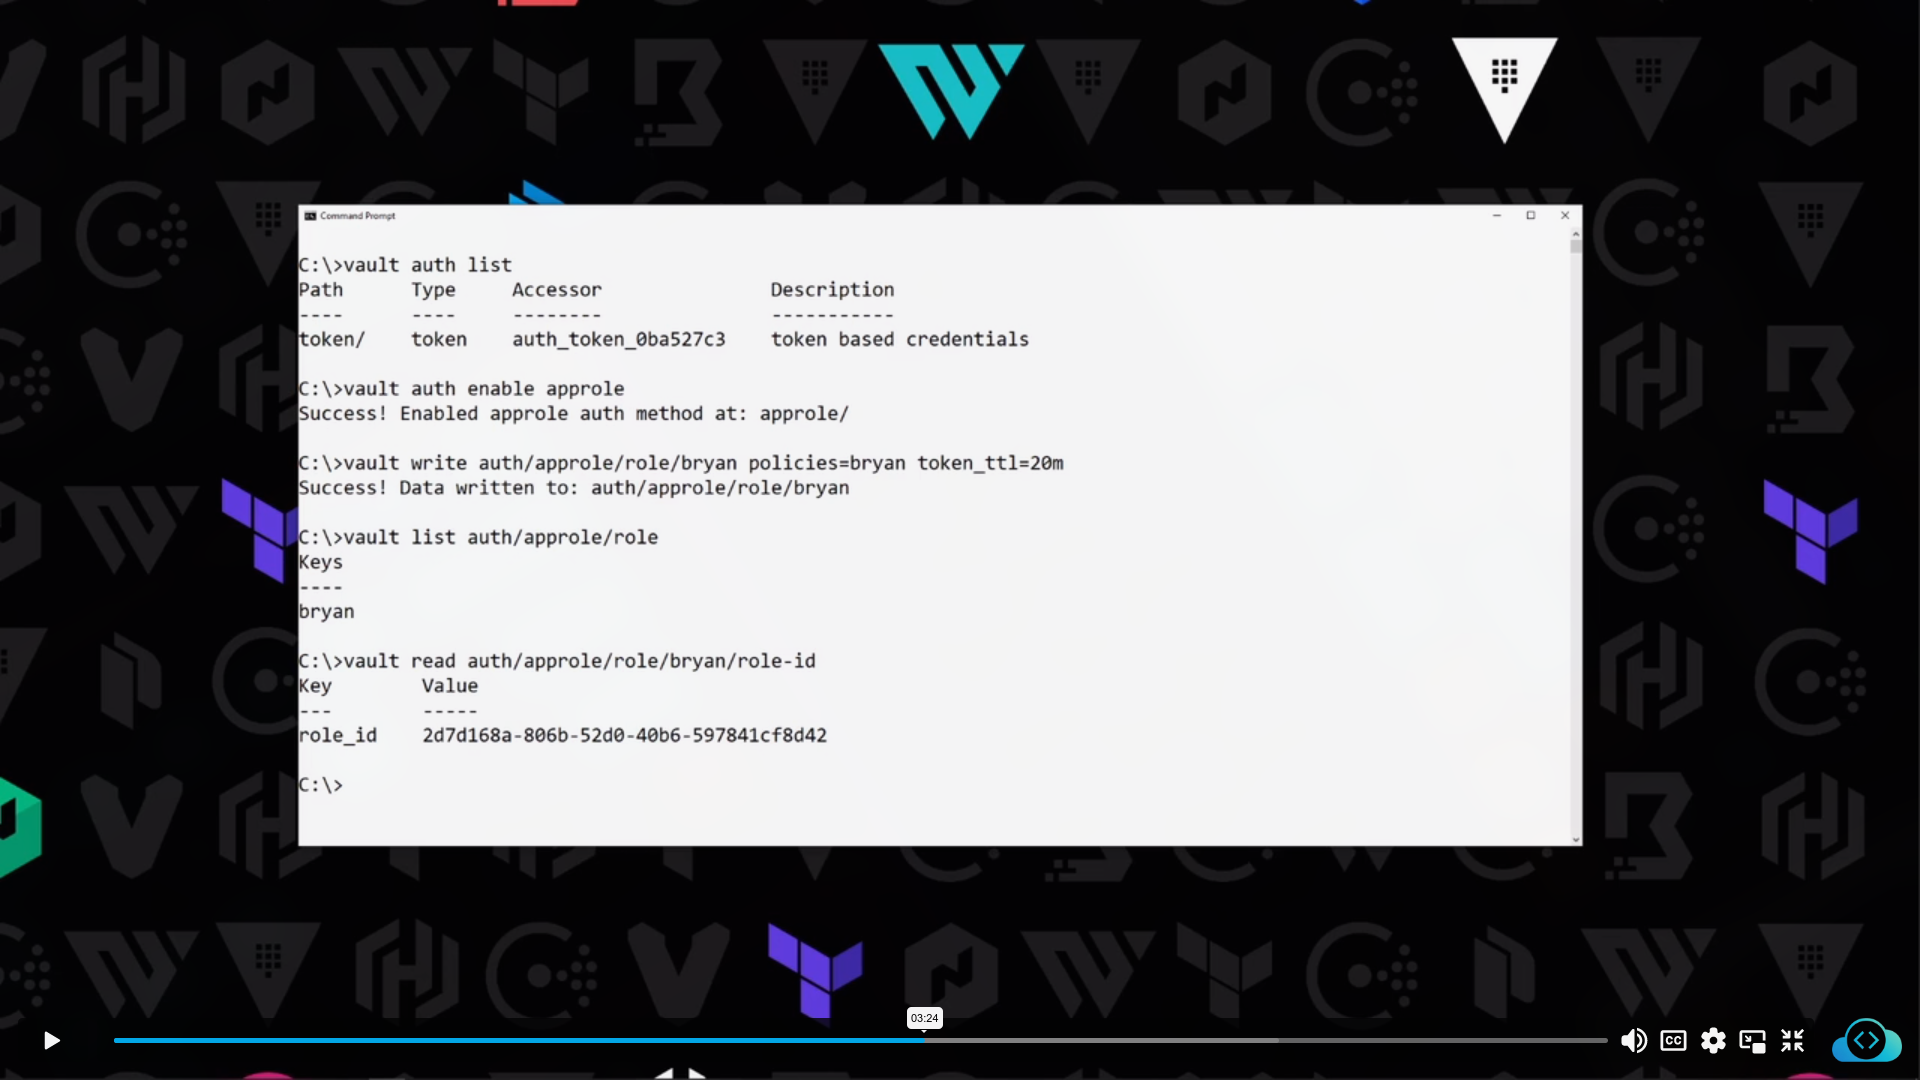 Command Prompt
C:\>vault auth list
Path      Type     Accessor               Description
----      ----     --------               -----------
token/    token    auth_token_0ba527c3    token based credentials
C:\>vault auth enable approle
Success! Enabled approle auth method at: approle/
C:\>vault write auth/approle/role/bryan policies=bryan token_ttl=20m
Success! Data written to: auth/approle/role/bryan
C:\>vault list auth/approle/role
Keys
----
bryan
C:\>vault read auth/approle/role/bryan/role-id
Key        Value
---        -----
role_id    2d7d168a-806b-52d0-40b6-597841cf8d42
C:\>
03:24
CC